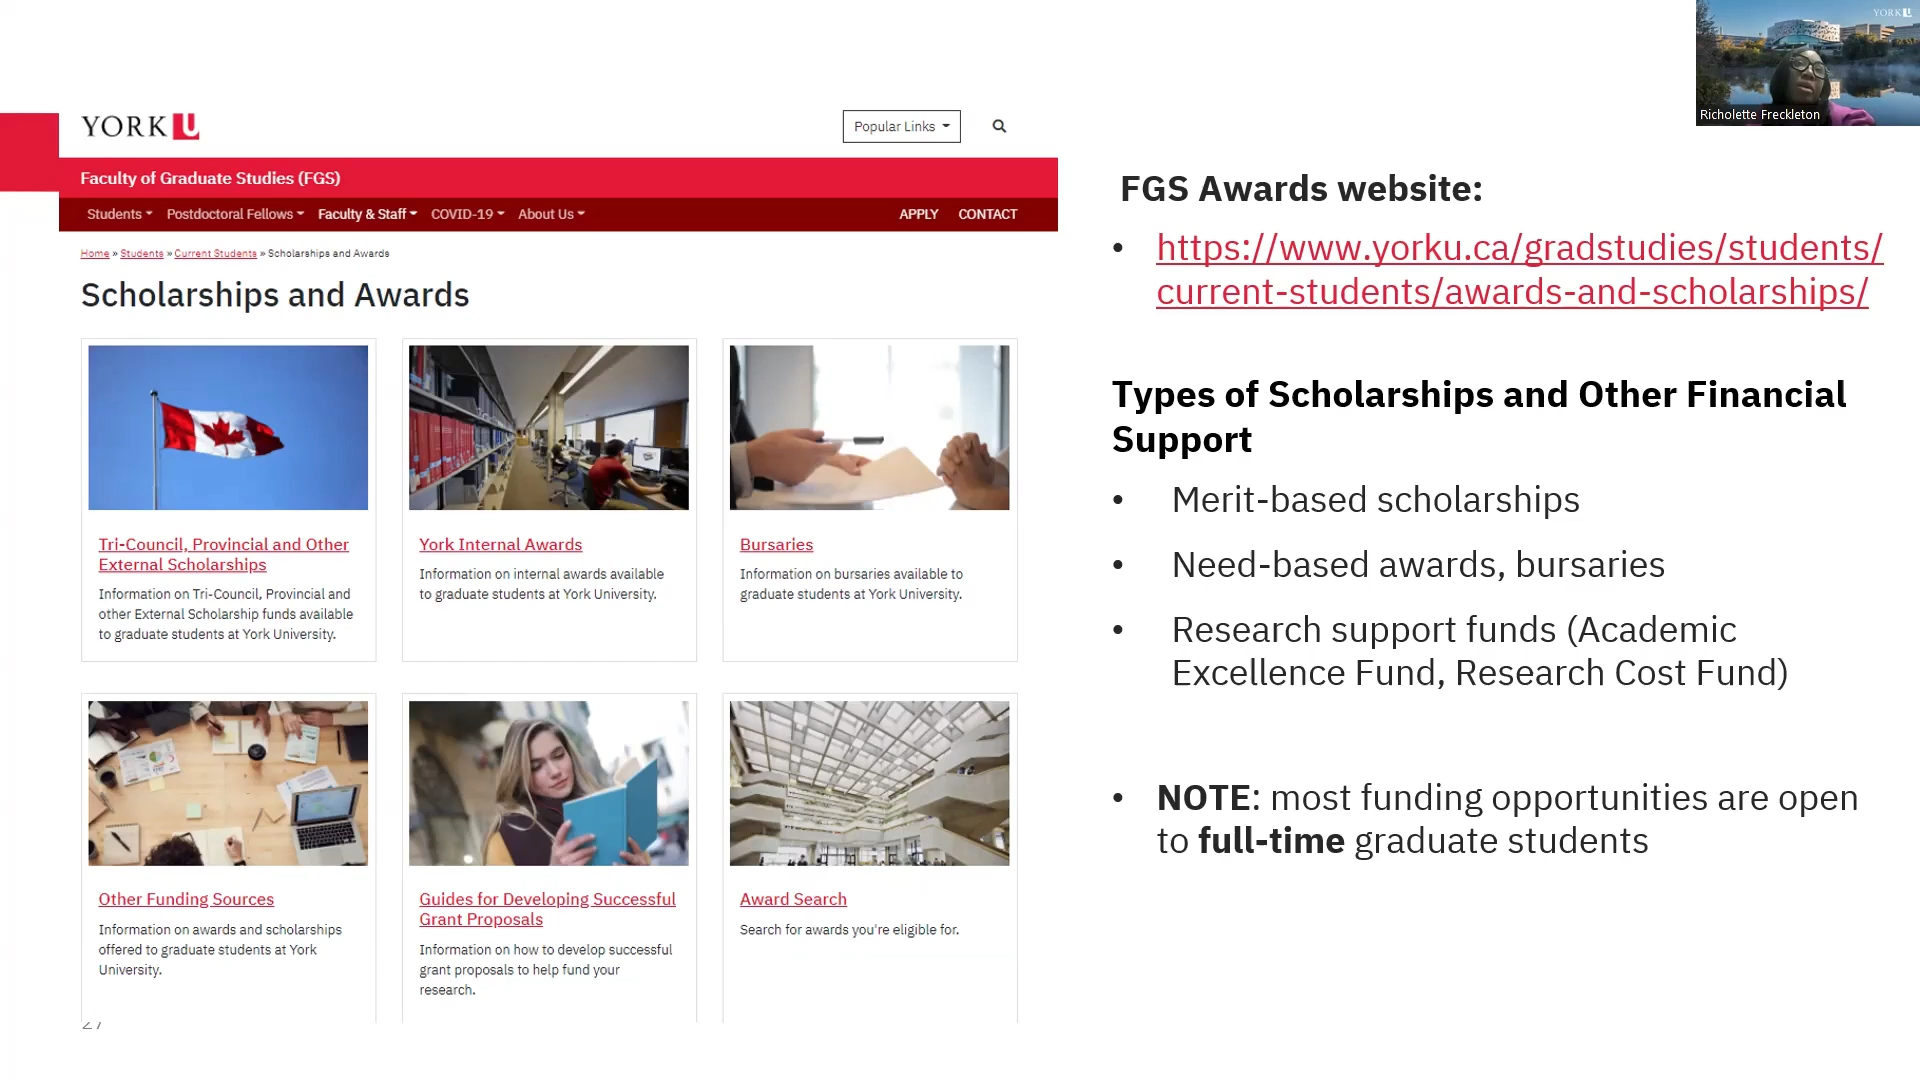 YORK U
Richolette Freckleton
YORK U
Popular Links
Faculty of Graduate Studies (FGS)
Students
Postdoctoral Fellows
Faculty & Staff
COVID-19
About Us
APPLY
CONTACT
Home » Students » Current Students » Scholarships and Awards
Scholarships and Awards
Tri-Council, Provincial and Other
External Scholarships
Information on Tri-Council, Provincial and
other External Scholarship funds available
to graduate students at York University.
York Internal Awards
Information on internal awards available
to graduate students at York University.
Bursaries
Information on bursaries available to
graduate students at York University.
Other Funding Sources
Information on awards and scholarships
offered to graduate students at York
University.
Guides for Developing Successful
Grant Proposals
Information on how to develop successful
grant proposals to help fund your
research.
Award Search
Search for awards you're eligible for.
27
FGS Awards website:
• https://www.yorku.ca/gradstudies/students/
current-students/awards-and-scholarships/
Types of Scholarships and Other Financial
Support
• Merit-based scholarships
• Need-based awards, bursaries
• Research support funds (Academic
Excellence Fund, Research Cost Fund)
• NOTE: most funding opportunities are open
to full-time graduate students